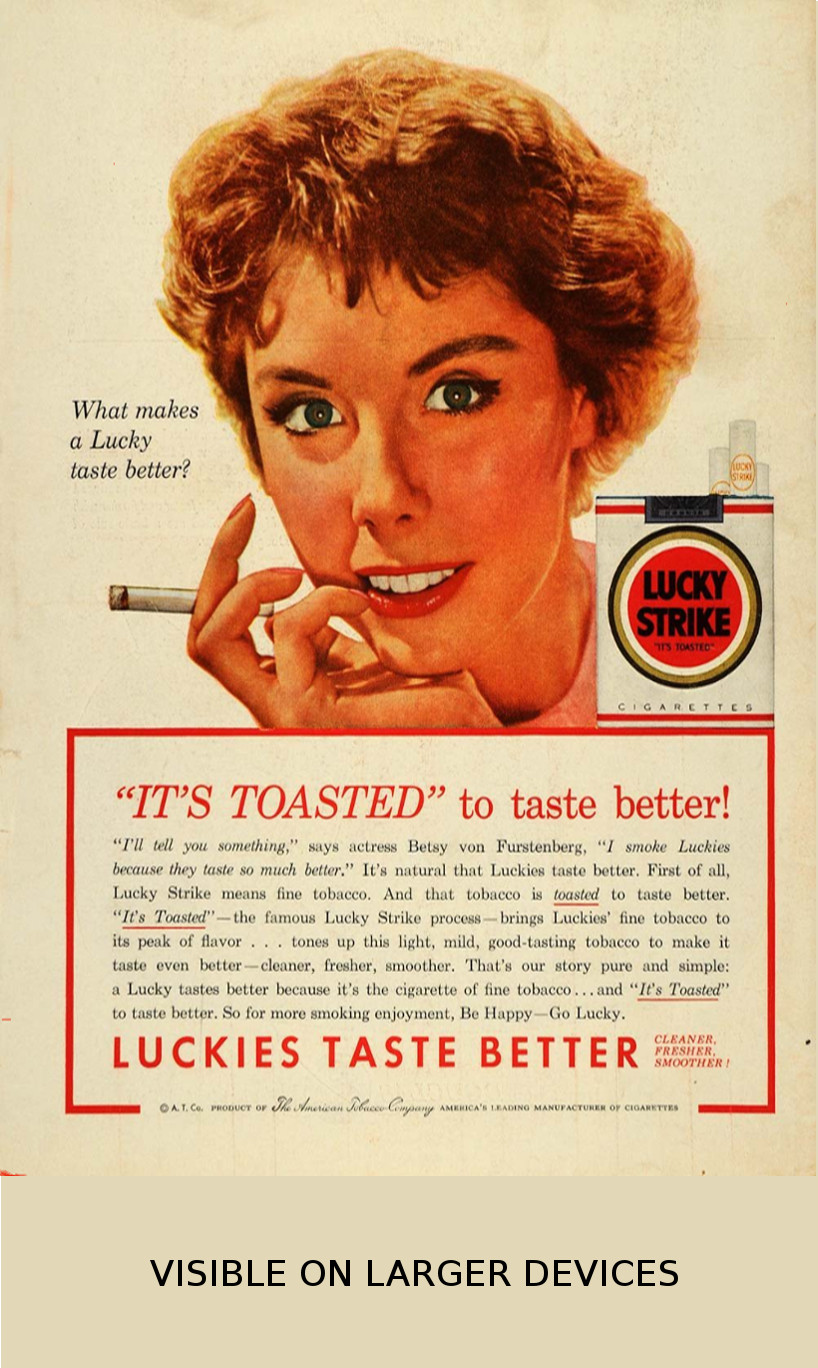 What makes
a Lucky
taste better?
LUCKY
STRIKE
LUCKY
STRIKE
"IT'S TOASTED"
CIGARETTES
“IT’S TOASTED” to taste better!
“I’ll tell you something,” says actress Betsy von Furstenberg, “I smoke Luckies
because they taste so much better.” It’s natural that Luckies taste better. First of all,
Lucky Strike means fine tobacco. And that tobacco is toasted to taste better.
“It’s Toasted”—the famous Lucky Strike process—brings Luckies’ fine tobacco to
its peak of flavor . . . tones up this light, mild, good-tasting tobacco to make it
taste even better—cleaner, fresher, smoother. That’s our story pure and simple:
a Lucky tastes better because it’s the cigarette of fine tobacco...and “It’s Toasted”
to taste better. So for more smoking enjoyment, Be Happy—Go Lucky.
LUCKIES TASTE BETTER
CLEANER,
FRESHER,
SMOOTHER!
© A. T. Co. PRODUCT OF The American Tobacco Company AMERICA'S LEADING MANUFACTURER OF CIGARETTES
VISIBLE ON LARGER DEVICES